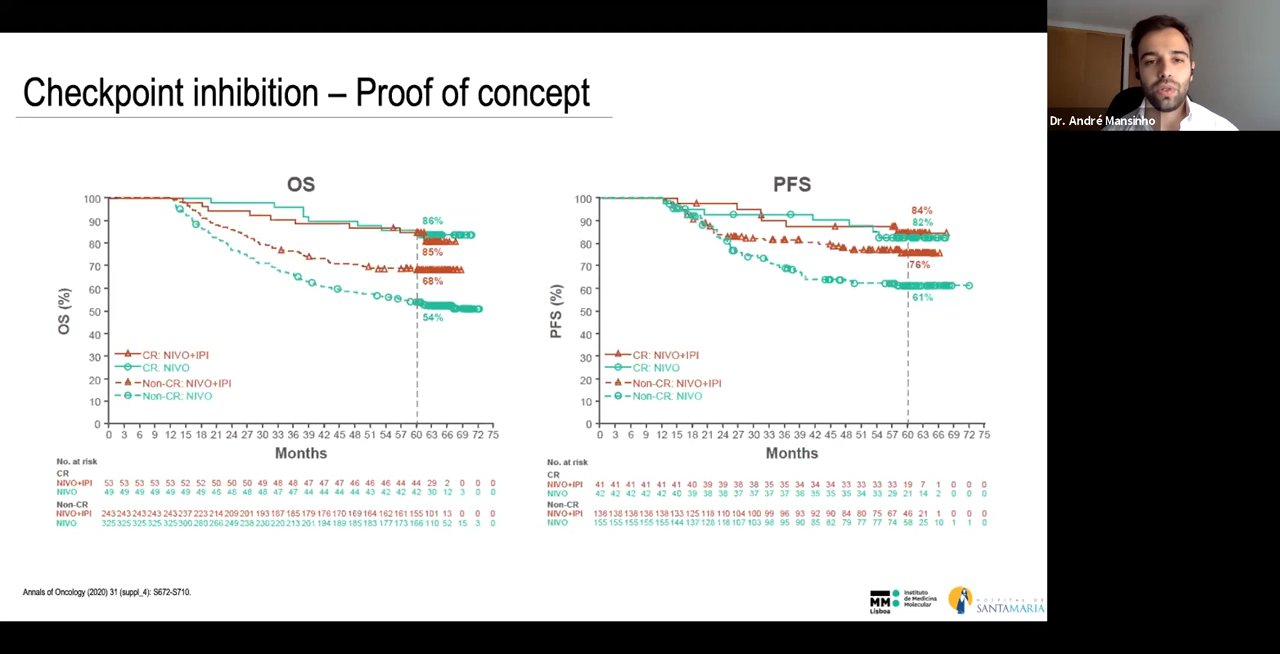 Checkpoint inhibition – Proof of concept
Dr. André Mansinho
OS
100
90
80
70
60
50
40
30
20
10
0
OS (%)
86%
85%
68%
54%
CR: NIVO+IPI
CR: NIVO
Non-CR: NIVO+IPI
Non-CR: NIVO
0 3 6 9 12 15 18 21 24 27 30 33 36 39 42 45 48 51 54 57 60 63 66 69 72 75
Months
No. at risk
CR
NIVO+IPI 53 53 53 53 53 52 52 50 50 50 49 48 48 47 47 47 46 46 46 44 44 29 2 0 0 0
NIVO 49 49 49 49 49 49 49 48 48 48 48 48 47 47 44 44 44 43 42 42 42 30 12 3 0 0
Non-CR
NIVO+IPI 243 243 243 243 243 237 223 214 209 201 193 187 185 179 176 170 169 164 162 161 155 101 13 0 0 0
NIVO 325 325 325 325 325 300 280 266 249 238 230 220 213 201 194 189 185 183 177 173 166 110 52 15 3 0
PFS
100
90
80
70
60
50
40
30
20
10
0
PFS (%)
84%
82%
76%
61%
CR: NIVO+IPI
CR: NIVO
Non-CR: NIVO+IPI
Non-CR: NIVO
0 3 6 9 12 15 18 21 24 27 30 33 36 39 42 45 48 51 54 57 60 63 66 69 72 75
Months
No. at risk
CR
NIVO+IPI 41 41 41 41 41 41 40 39 39 38 38 35 35 34 34 34 33 33 33 33 19 7 1 0 0 0
NIVO 42 42 42 42 42 40 39 38 38 37 37 37 37 36 35 35 35 34 33 29 21 14 2 0 0 0
Non-CR
NIVO+IPI 138 138 138 138 138 133 125 118 110 104 100 99 96 93 92 90 84 80 75 67 46 21 1 0 0 0
NIVO 155 155 155 155 155 144 137 128 118 107 103 98 95 90 85 82 79 77 77 74 58 25 10 1 1 0
Annals of Oncology (2020) 31 (suppl_4): S672-S710.
MM
Lisboa
Instituto
de Medicina
Molecular
HOSPITAL DE
SANTAMARIA